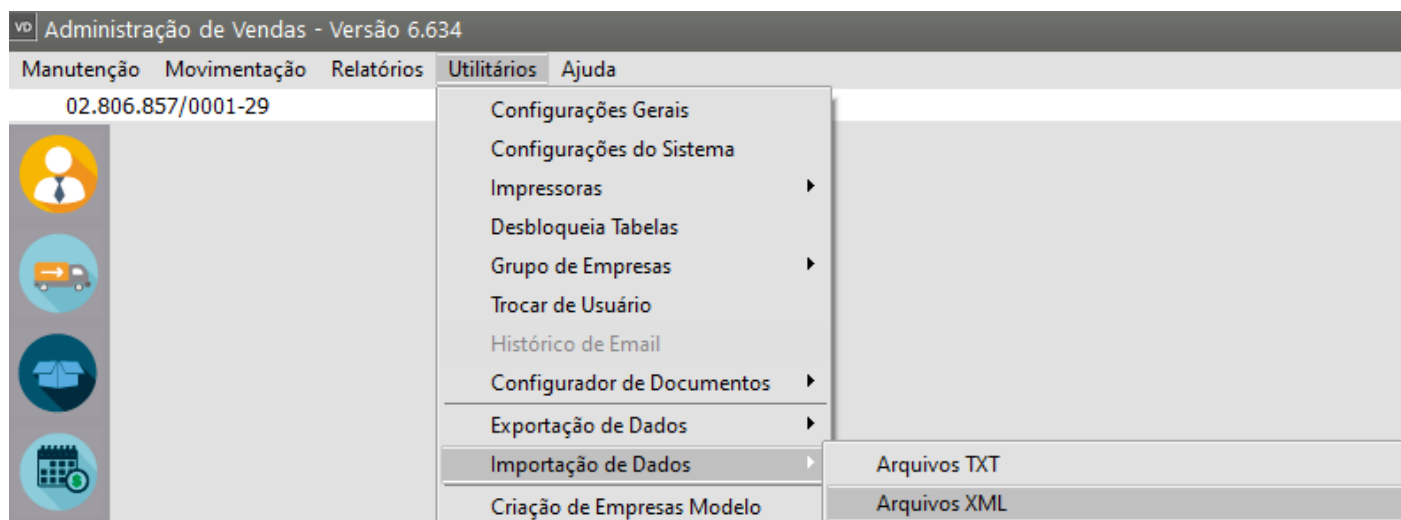 VD Administração de Vendas - Versão 6.634
Manutenção Movimentação Relatórios Utilitários Ajuda
02.806.857/0001-29
Configurações Gerais
Configurações do Sistema
Impressoras
Desbloqueia Tabelas
Grupo de Empresas
Trocar de Usuário
Histórico de Email
Configurador de Documentos
Exportação de Dados
Importação de Dados Arquivos TXT
Criação de Empresas Modelo Arquivos XML